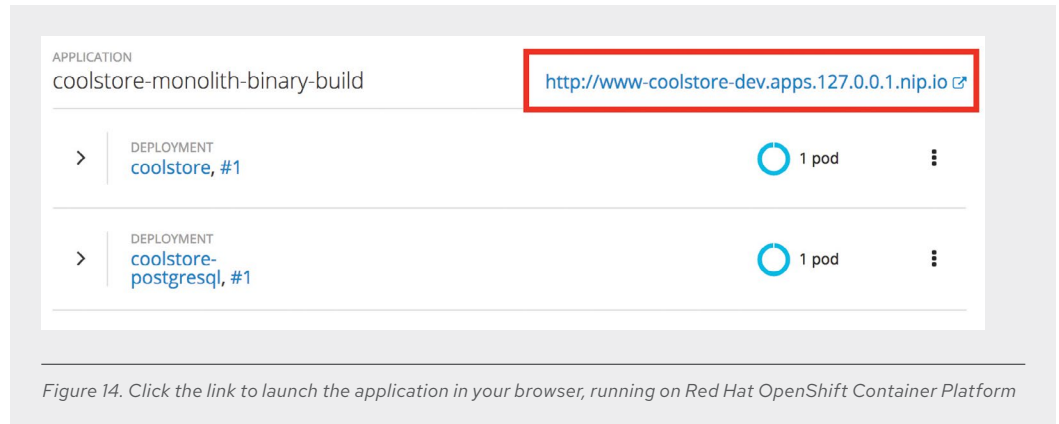 APPLICATION
coolstore-monolith-binary-build
http://www-coolstore-dev.apps.127.0.0.1.nip.io
DEPLOYMENT
coolstore, #1
1 pod
DEPLOYMENT
coolstore-
postgresql, #1
1 pod
Figure 14. Click the link to launch the application in your browser, running on Red Hat OpenShift Container Platform